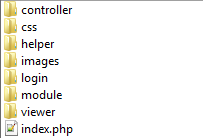 controller
css
helper
images
login
module
viewer
index.php